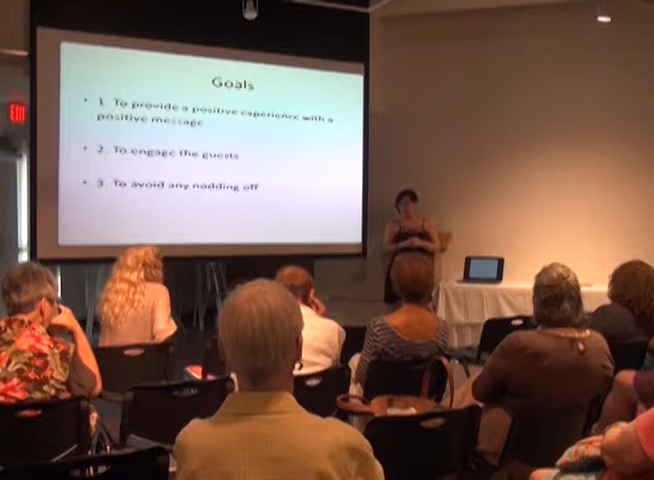 EXIT
Goals
• 1. To provide a positive experience with a
positive message
• 2. To engage the guests
• 3. To avoid any nodding off